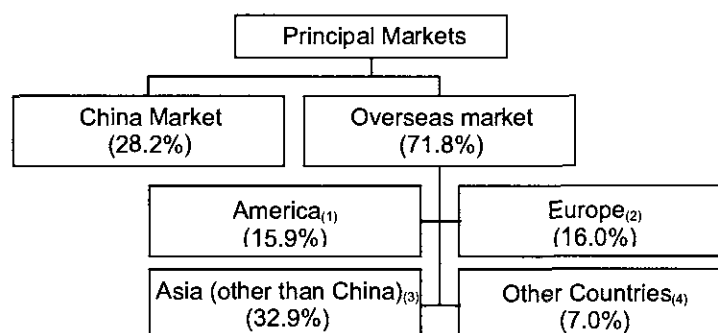 Principal Markets
China Market
(28.2%)
Overseas market
(71.8%)
America(1)
(15.9%)
Europe(2)
(16.0%)
Asia (other than China)(3)
(32.9%)
Other Countries(4)
(7.0%)